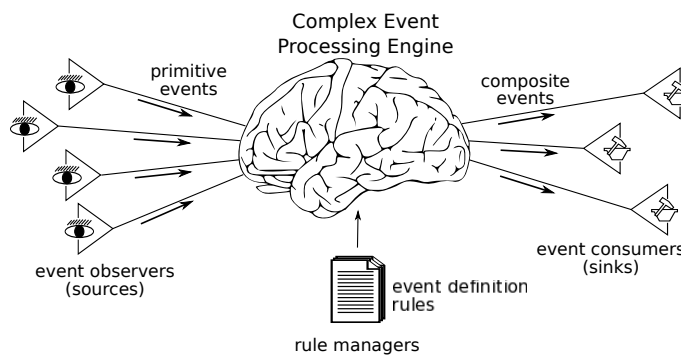 Complex Event
Processing Engine
primitive
events
composite
events
event observers
(sources)
event consumers
(sinks)
event definition
rules
rule managers